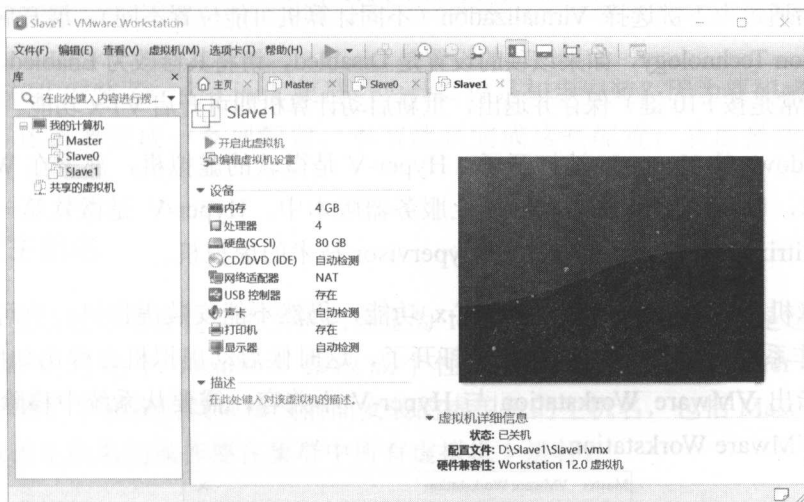 Slave1 - VMware Workstation
文件(F) 编辑(E) 查看(V) 虚拟机(M) 选项卡(T) 帮助(H)
库
在此处键入内容进行搜...
我的计算机
Master
Slave0
Slave1
共享的虚拟机
主页 Master Slave0 Slave1
Slave1
开启此虚拟机
编辑虚拟机设置
设备
内存 4 GB
处理器 4
硬盘(SCSI) 80 GB
CD/DVD (IDE) 自动检测
网络适配器 NAT
USB 控制器 存在
声卡 自动检测
打印机 存在
显示器 自动检测
描述
在此处键入对该虚拟机的描述。
虚拟机详细信息
状态: 已关机
配置文件: D:\Slave1\Slave1.vmx
硬件兼容性: Workstation 12.0 虚拟机